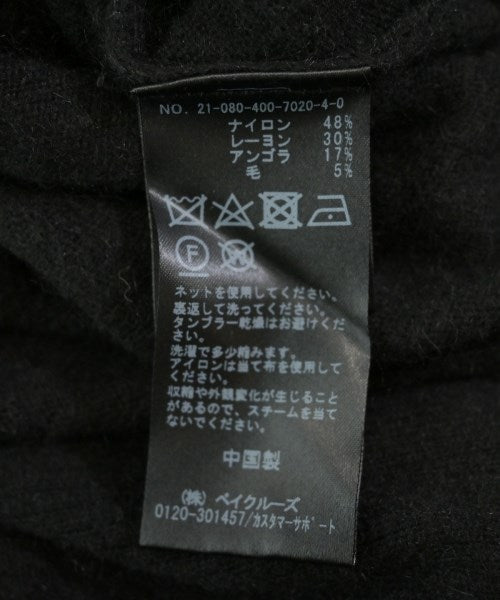 NO. 21-080-400-7020-4-0
ナイロン 48%
レーヨン 30%
アンゴラ 17%
毛 5%
F W
ネットを使用してください。
裏返して洗ってください。
タンブラー乾燥はお避けくだ
さい。
洗濯で多少縮みます。
アイロンは当て布を使用して
ください。
収縮や外観変化が生じること
があるので、スチームを当て
ないでください。
中国製
(株) ベイクルーズ
0120-301457/カスタマーサポート